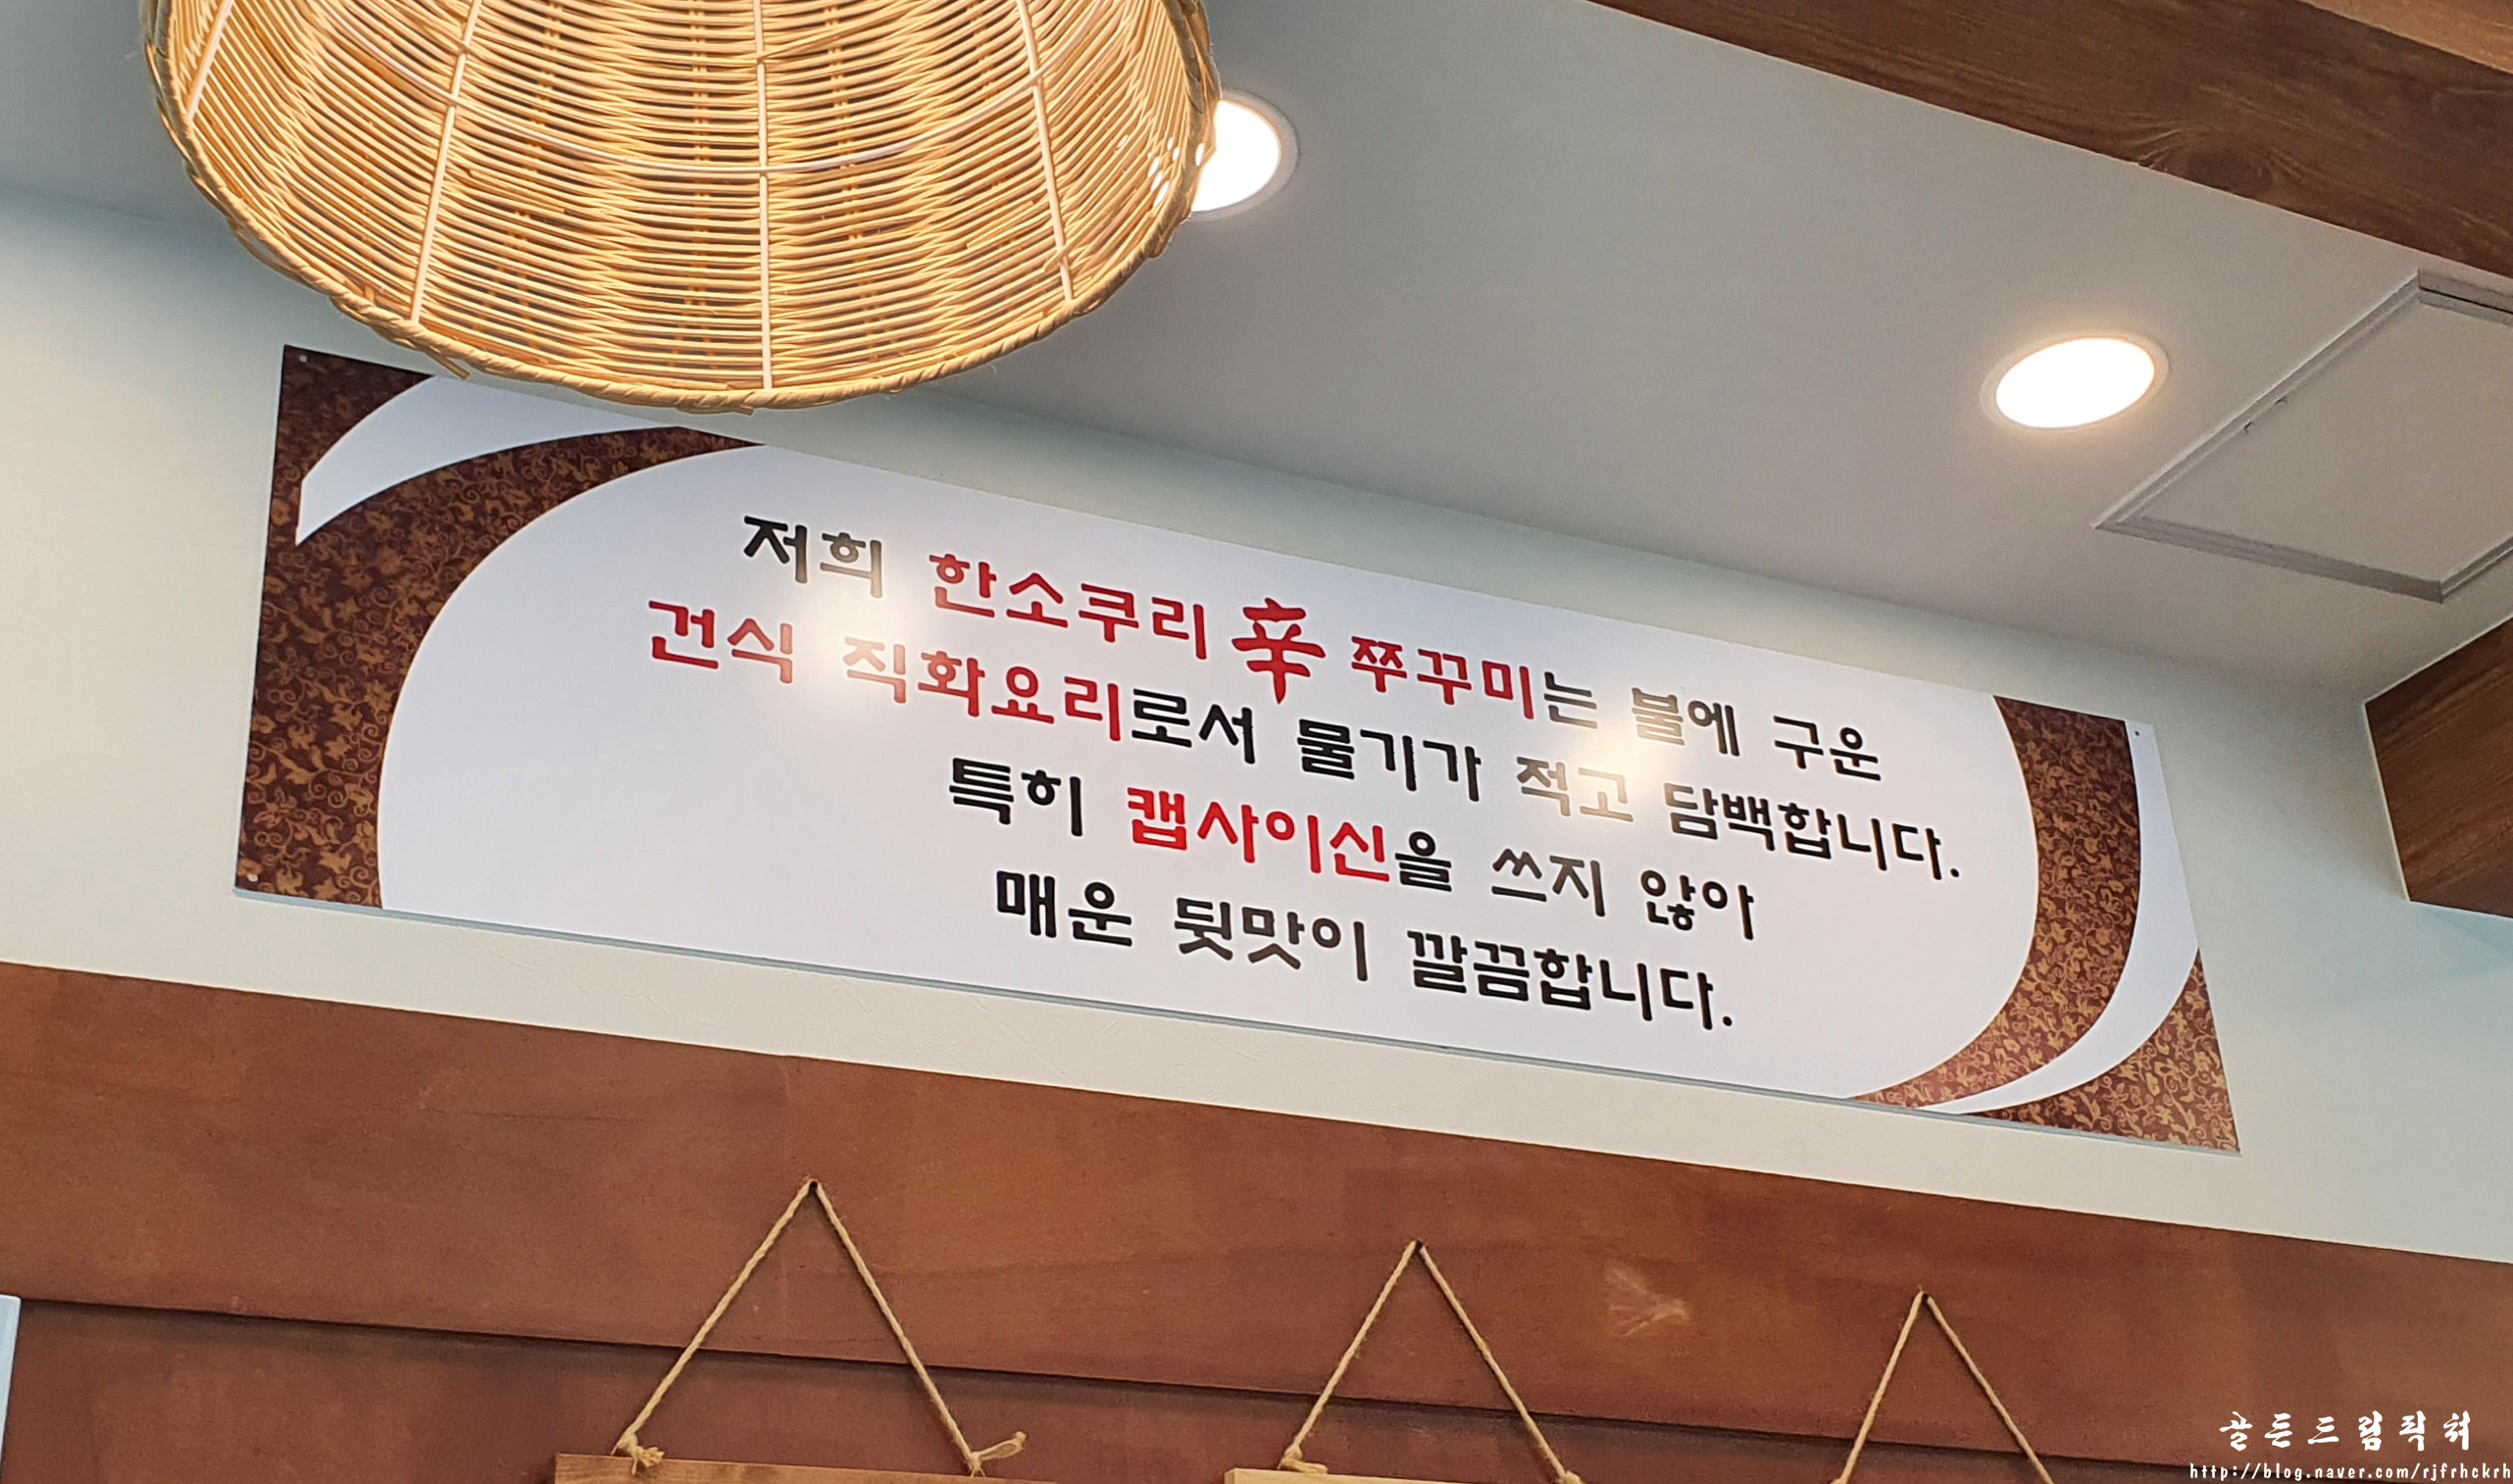 저희 한소쿠리 辛 쭈꾸미는 불에 구운
건식 직화요리로서 물기가 적고 담백합니다.
특히 캡사이신을 쓰지 않아
매운 뒷맛이 깔끔합니다.
골든드림픽쳐
http://blog.naver.com/rjfrhckrh